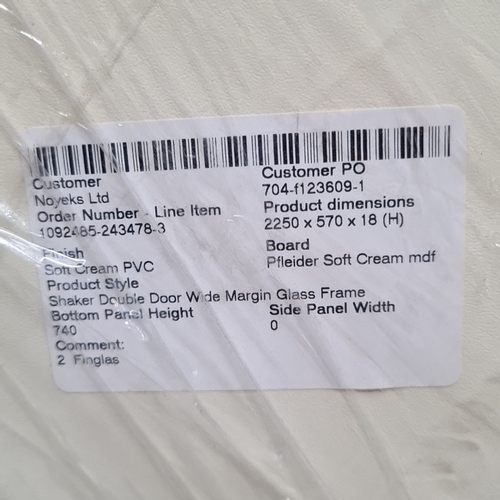 Customer
Noyeks Ltd
Order Number - Line Item
1092485-243478-3
Customer PO
704-f123609-1
Product dimensions
2250 x 570 x 18 (H)
Finish
Soft Cream PVC
Board
Pfleider Soft Cream mdf
Product Style
Shaker Double Door Wide Margin Glass Frame
Bottom Panel Height
740
Side Panel Width
0
Comment:
2 Finglas